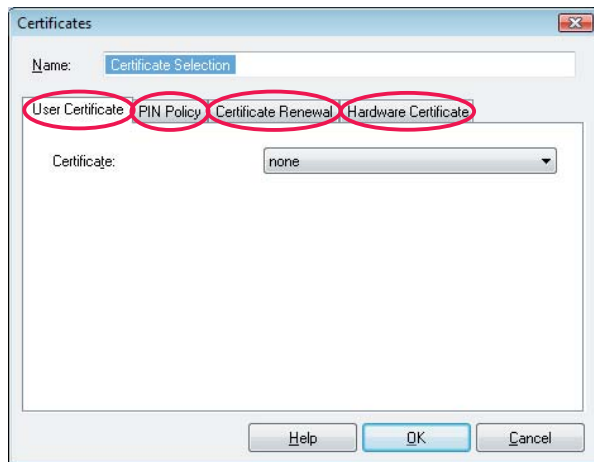 Certificates
Name: Certificate Selection
User Certificate PIN Policy Certificate Renewal Hardware Certificate
Certificate: none
Help OK Cancel